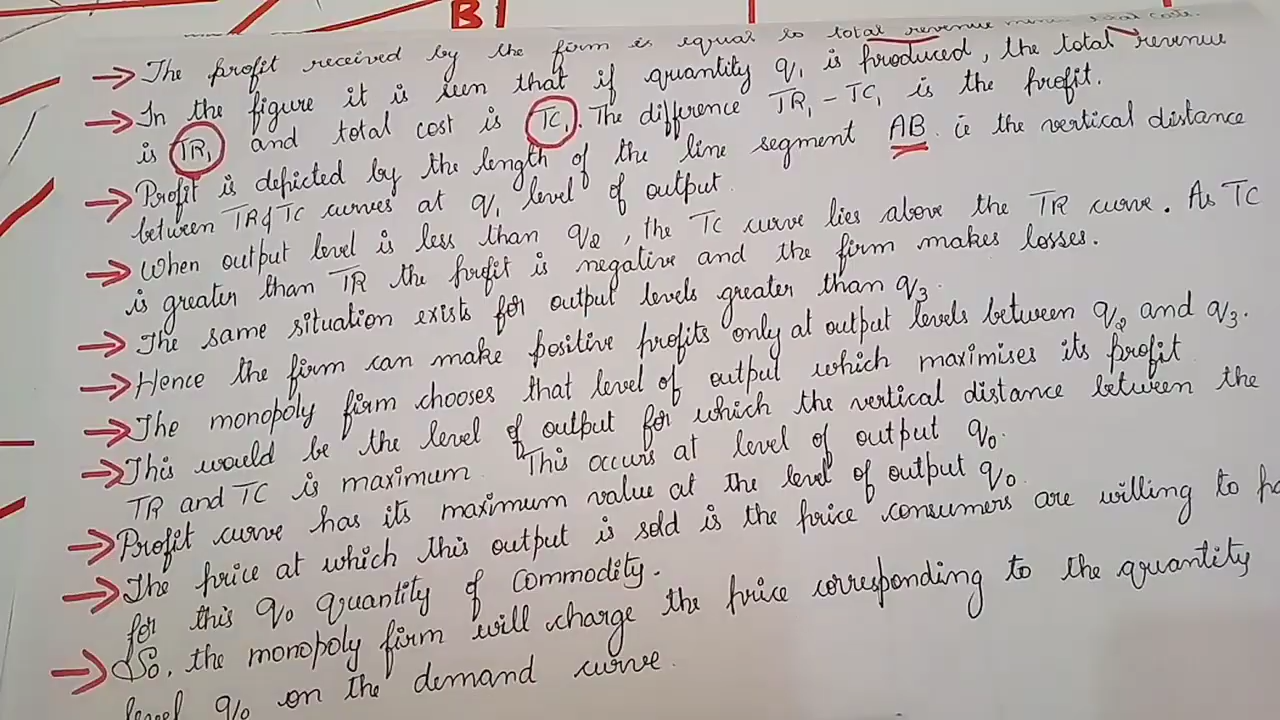 B1
→ The profit received by the firm is equal to total revenue minus total cost.
→ In the figure it is seen that if quantity q₁ is produced, the total revenue
is TR₁ and total cost is TC₁. The difference TR₁ - TC₁ is the profit.
→ Profit is depicted by the length of the line segment AB ie the vertical distance
between TR & TC curves at q₁ level of output.
→ When output level is less than q₂, the TC curve lies above the TR curve. As TC
is greater than TR the profit is negative and the firm makes losses.
→ The same situation exists for output levels greater than q₃.
→ Hence the firm can make positive profits only at output levels between q₂ and q₃.
→ The monopoly firm chooses that level of output which maximises its profit
→ This would be the level of output for which the vertical distance between the
TR and TC is maximum. This occurs at level of output q₀.
→ Profit curve has its maximum value at the level of output q₀.
→ The price at which this output is sold is the price consumers are willing to
for this q₀ quantity of commodity.
→ So, the monopoly firm will charge the price corresponding to the quantity
level q₀ on the demand curve.